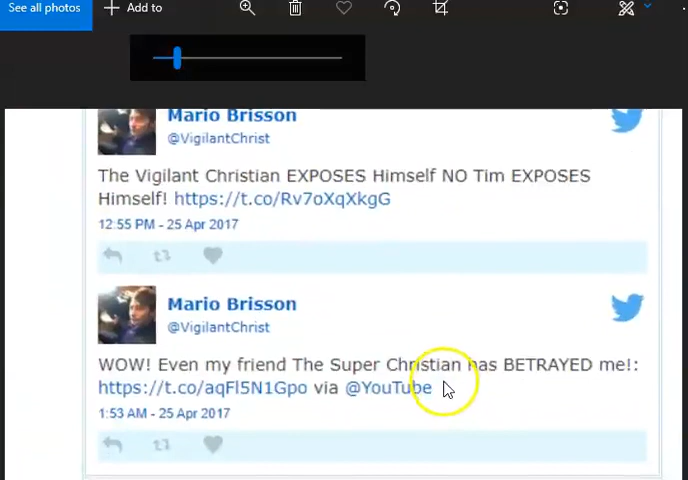 See all photos
Add to
Mario Brisson
@VigilantChrist
The Vigilant Christian EXPOSES Himself NO Tim EXPOSES
Himself! https://t.co/Rv7oXqXkgG
12:55 PM - 25 Apr 2017
Mario Brisson
@VigilantChrist
WOW! Even my friend The Super Christian has BETRAYED me!:
https://t.co/aqFl5N1Gpo via @YouTube
1:53 AM - 25 Apr 2017